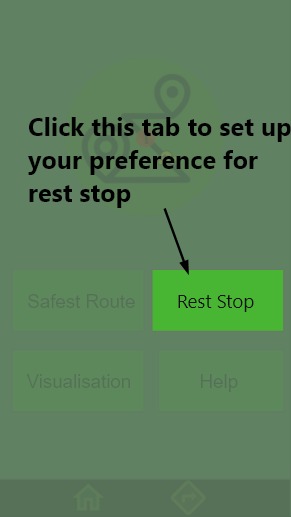 Click this tab to set up
your preference for
rest stop
Safest Route
Rest Stop
Visualisation
Help